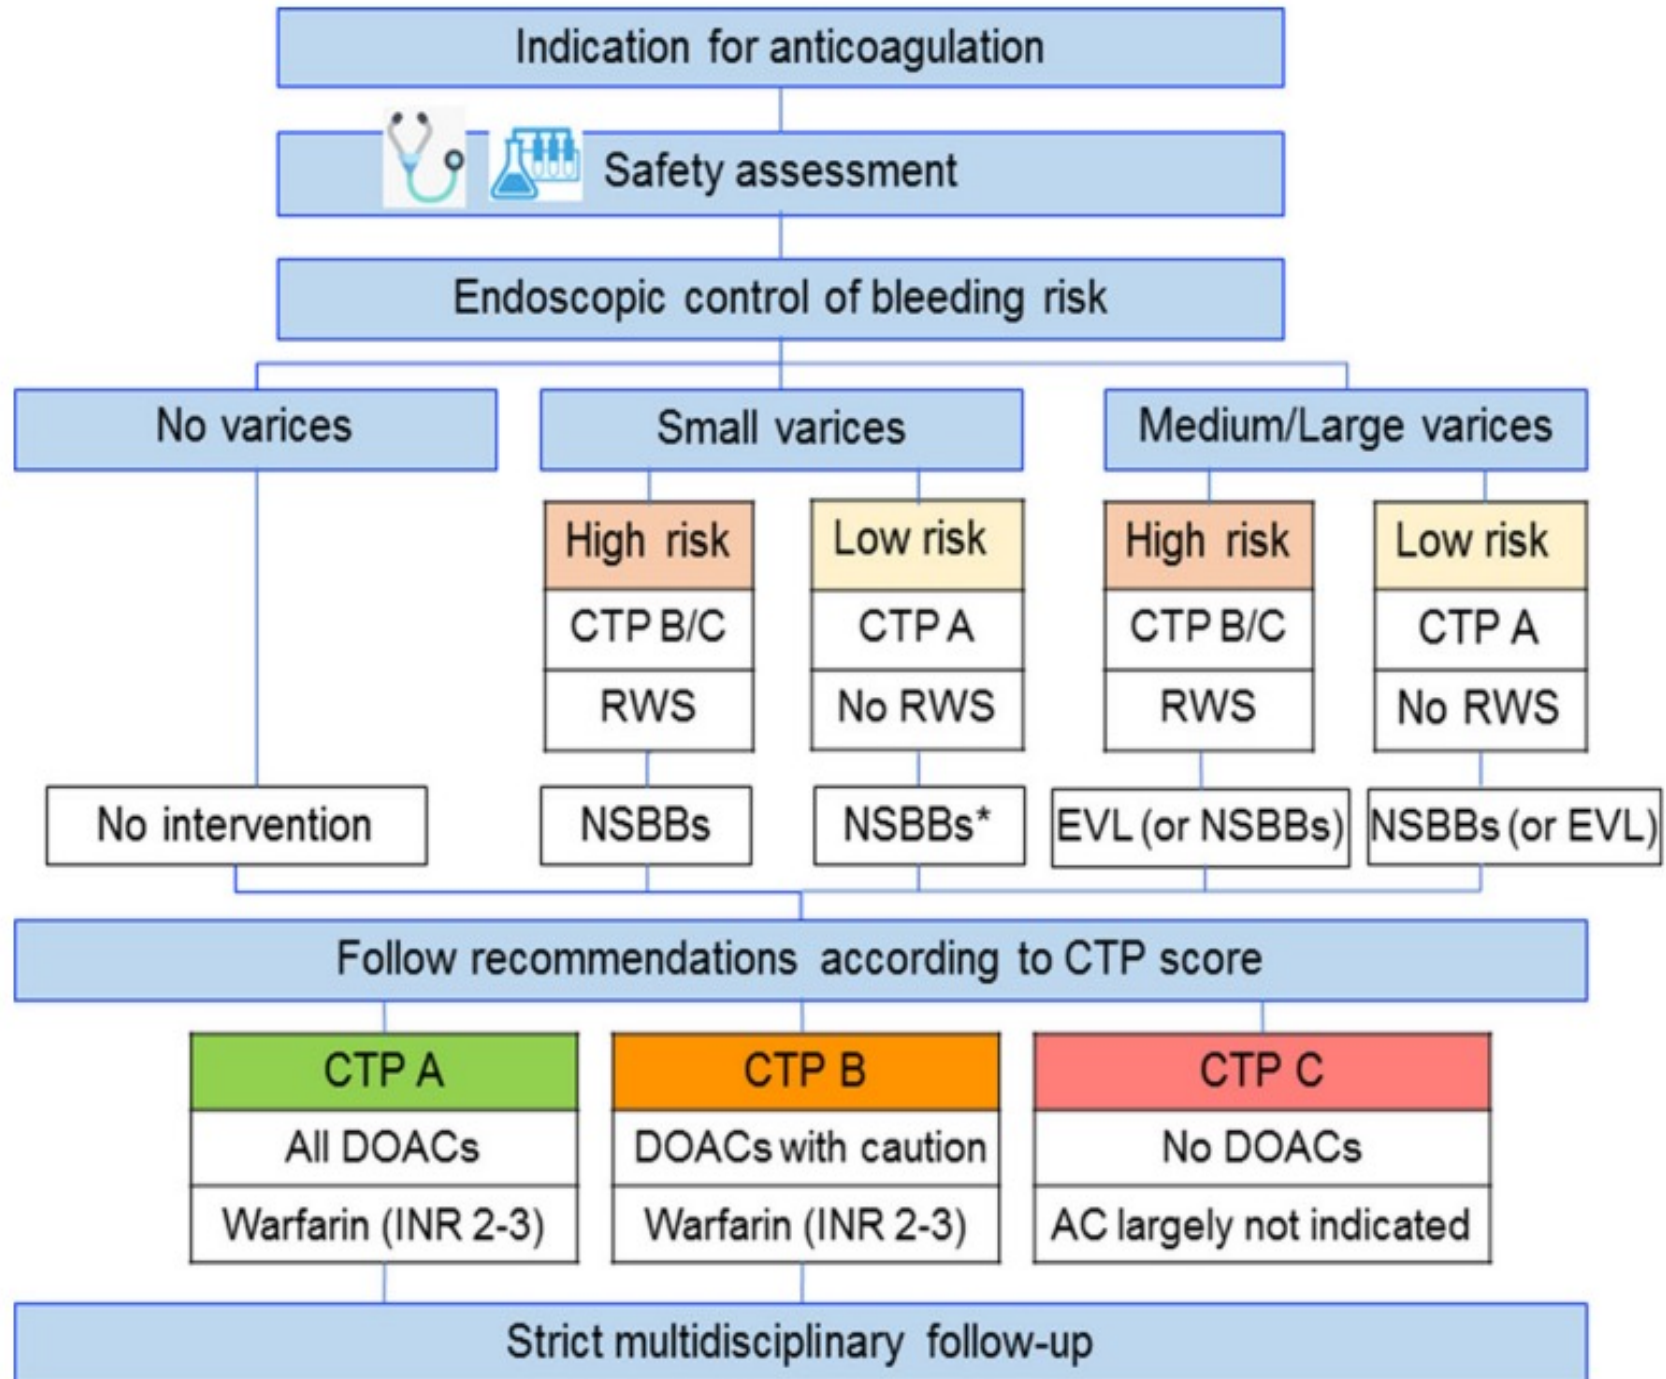 Indication for anticoagulation
Safety assessment
Endoscopic control of bleeding risk
No varices
Small varices
Medium/Large varices
High risk
Low risk
High risk
Low risk
CTP B/C
CTP A
CTP B/C
CTP A
RWS
No RWS
RWS
No RWS
No intervention
NSBBs
NSBBs*
EVL (or NSBBs)
NSBBs (or EVL)
Follow recommendations according to CTP score
CTP A
CTP B
CTP C
All DOACs
DOACs with caution
No DOACs
Warfarin (INR 2-3)
Warfarin (INR 2-3)
AC largely not indicated
Strict multidisciplinary follow-up